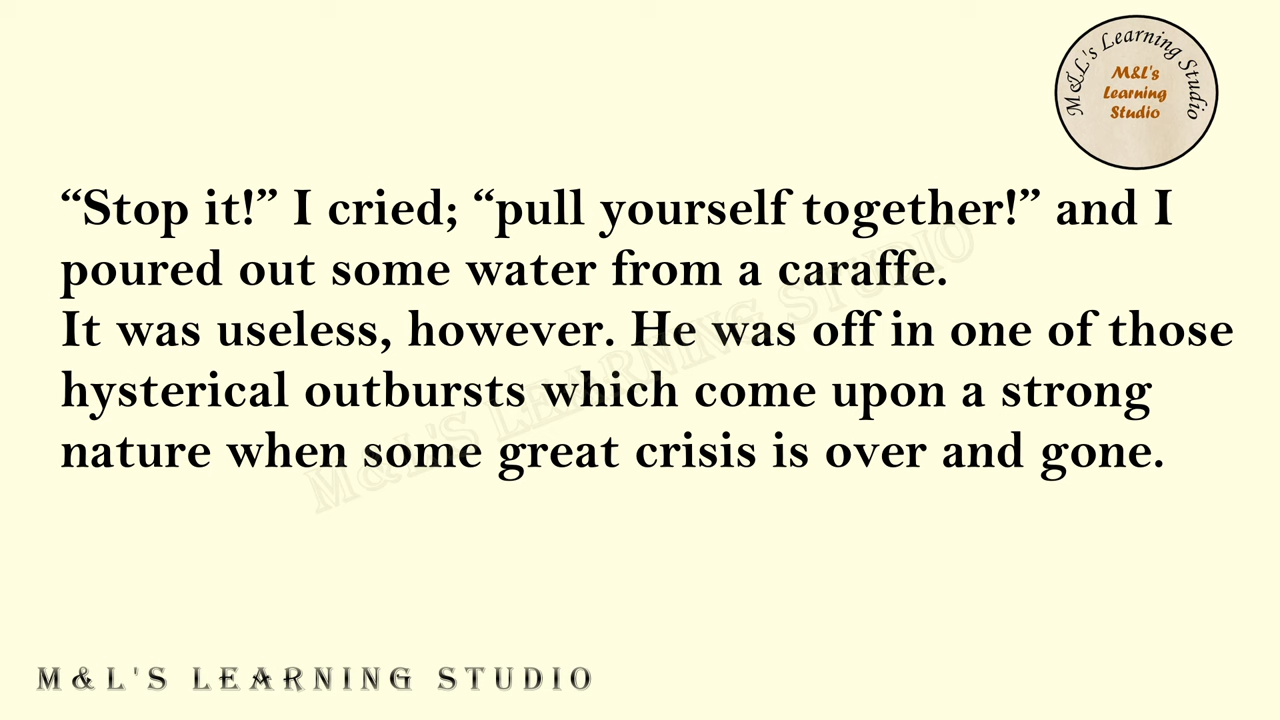 M&L's Learning Studio
M&L's
Learning
Studio
“Stop it!” I cried; “pull yourself together!” and I
poured out some water from a caraffe.
It was useless, however. He was off in one of those
hysterical outbursts which come upon a strong
nature when some great crisis is over and gone.
M&L'S LEARNING STUDIO
M&L'S LEARNING STUDIO